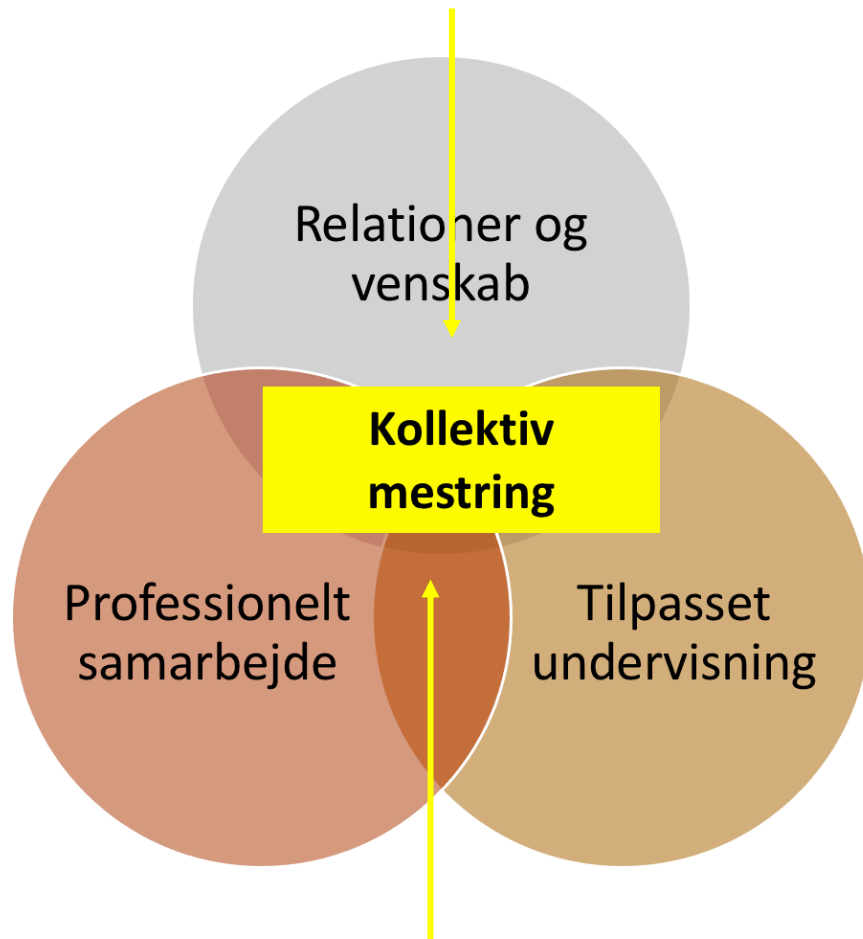 Relationer og
venskab
Kollektiv
mestring
Professionelt
samarbejde
Tilpasset
undervisning